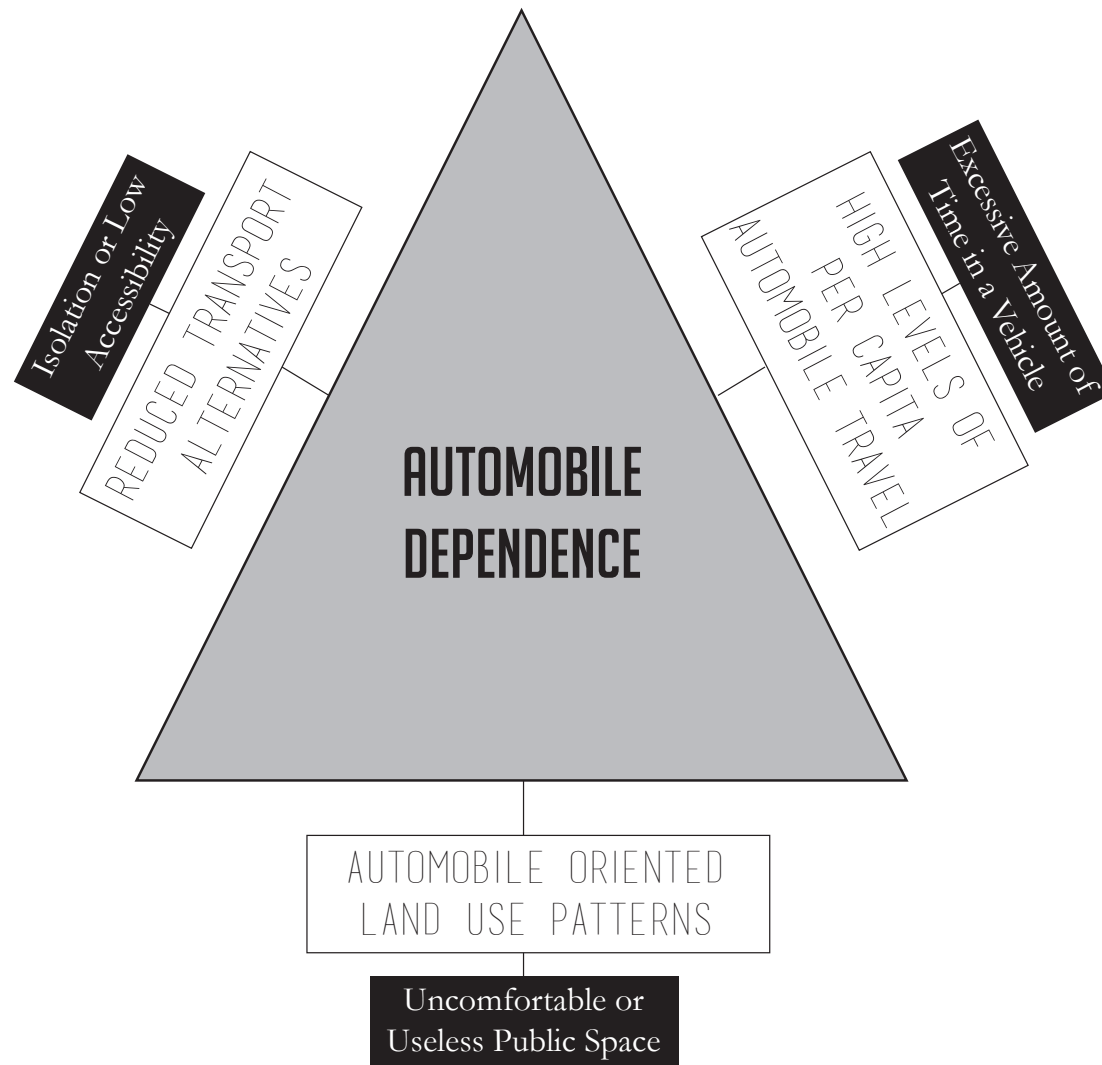 Isolation or Low
Accessibility
REDUCED TRANSPORT
ALTERNATIVES
Excessive Amount of
Time in a Vehicle
HIGH LEVELS OF
PER CAPITA
AUTOMOBILE TRAVEL
AUTOMOBILE
DEPENDENCE
AUTOMOBILE ORIENTED
LAND USE PATTERNS
Uncomfortable or
Useless Public Space